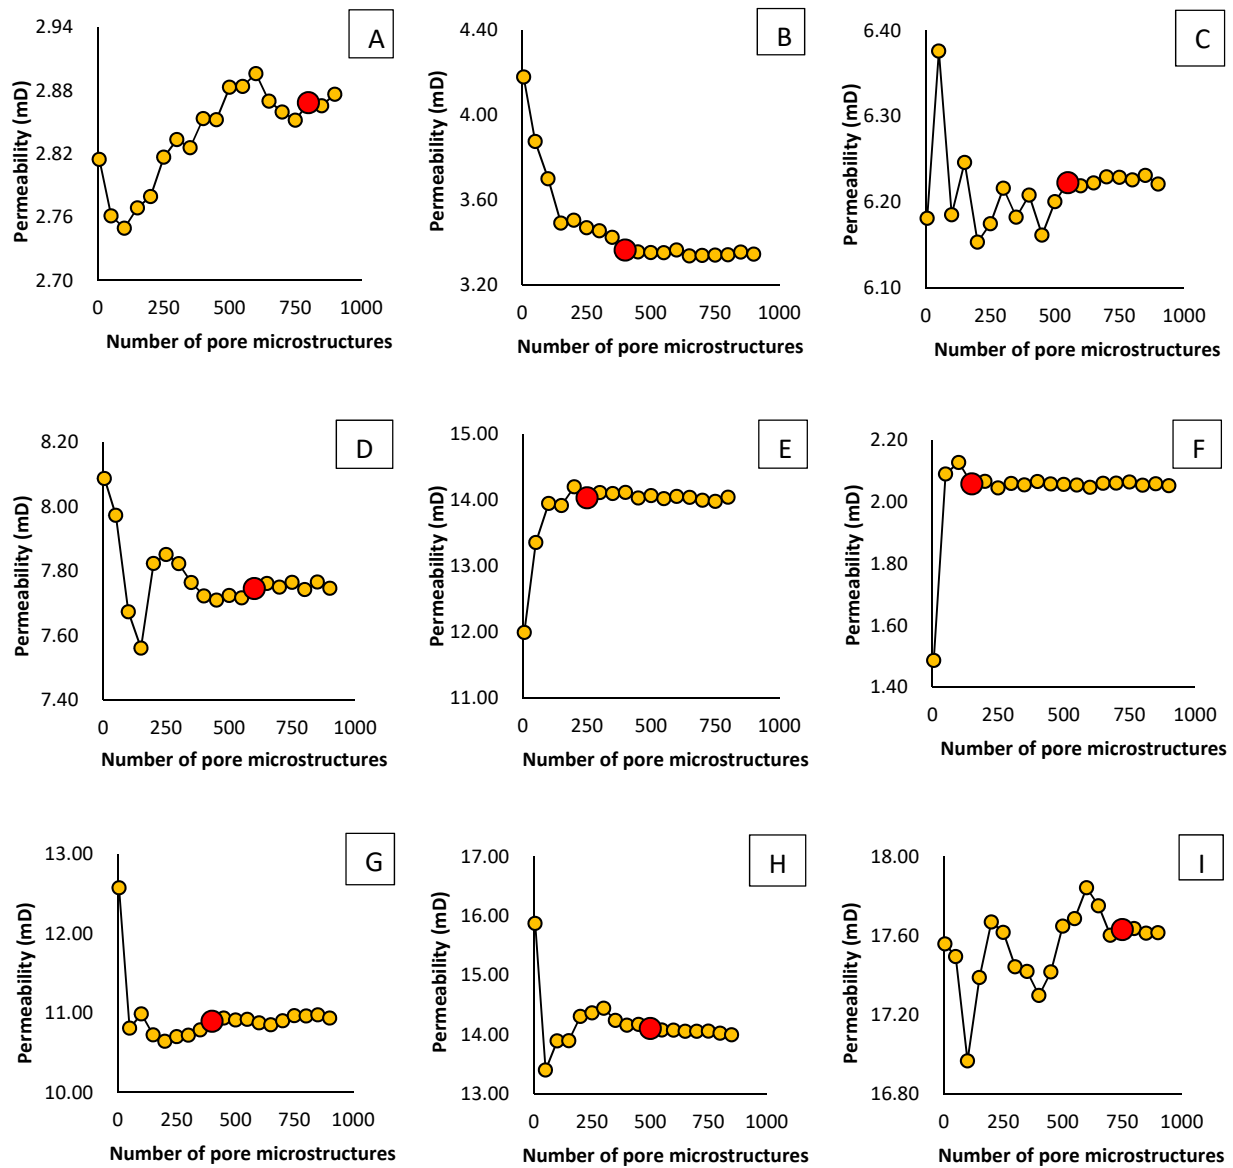 A
Permeability (mD)
2.94
2.88
2.82
2.76
2.70
0 250 500 750 1000
Number of pore microstructures
B
Permeability (mD)
4.40
4.00
3.60
3.20
0 250 500 750 1000
Number of pore microstructures
C
Permeability (mD)
6.40
6.30
6.20
6.10
0 250 500 750 1000
Number of pore microstructures
D
Permeability (mD)
8.20
8.00
7.80
7.60
7.40
0 250 500 750 1000
Number of pore microstructures
E
Permeability (mD)
15.00
14.00
13.00
12.00
11.00
0 250 500 750 1000
Number of pore microstructures
F
Permeability (mD)
2.20
2.00
1.80
1.60
1.40
0 250 500 750 1000
Number of pore microstructures
G
Permeability (mD)
13.00
12.00
11.00
10.00
0 250 500 750 1000
Number of pore microstructures
H
Permeability (mD)
17.00
16.00
15.00
14.00
13.00
0 250 500 750 1000
Number of pore microstructures
I
Permeability (mD)
18.00
17.60
17.20
16.80
0 250 500 750 1000
Number of pore microstructures